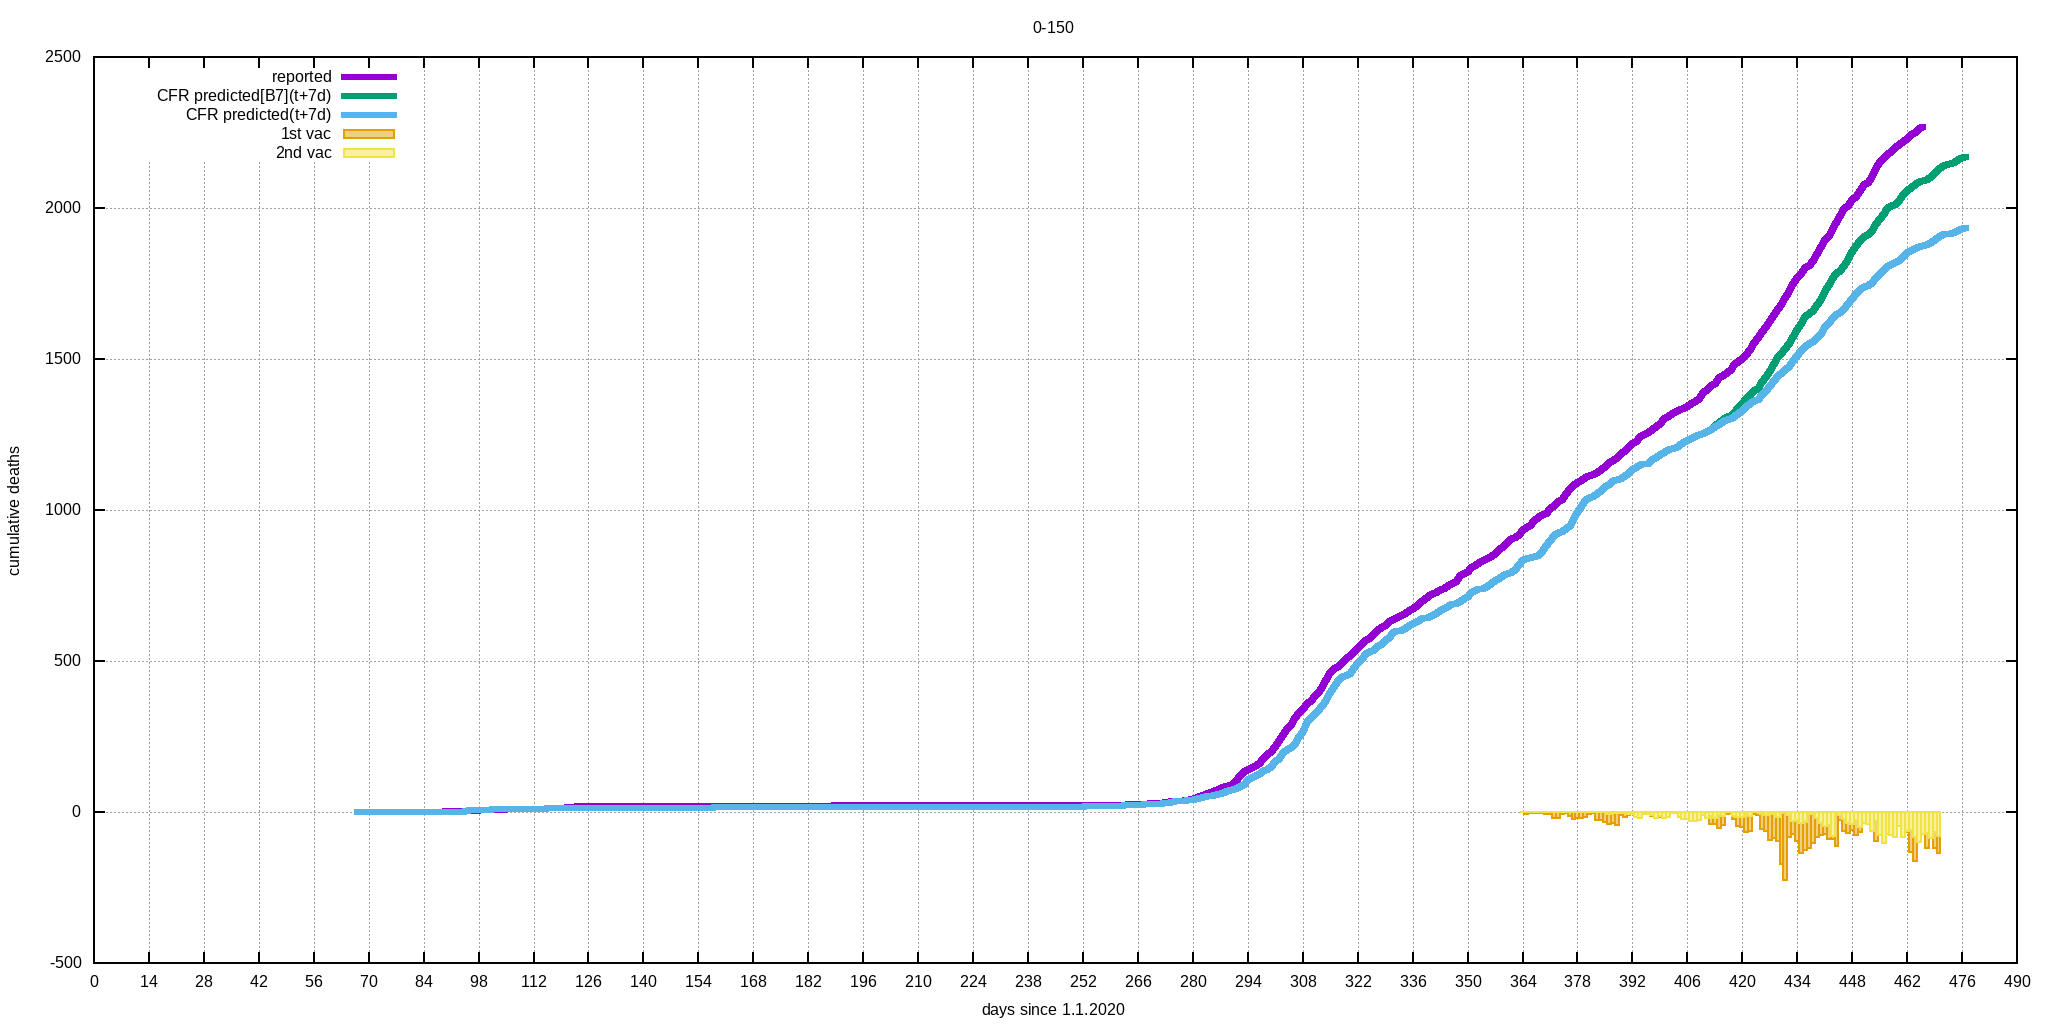 0-150
2500
2000
1500
1000
500
0
-500
cumulative deaths
reported
CFR predicted[B7](t+7d)
CFR predicted(t+7d)
1st vac
2nd vac
0 14 28 42 56 70 84 98 112 126 140 154 168 182 196 210 224 238 252 266 280 294 308 322 336 350 364 378 392 406 420 434 448 462 476 490
days since 1.1.2020